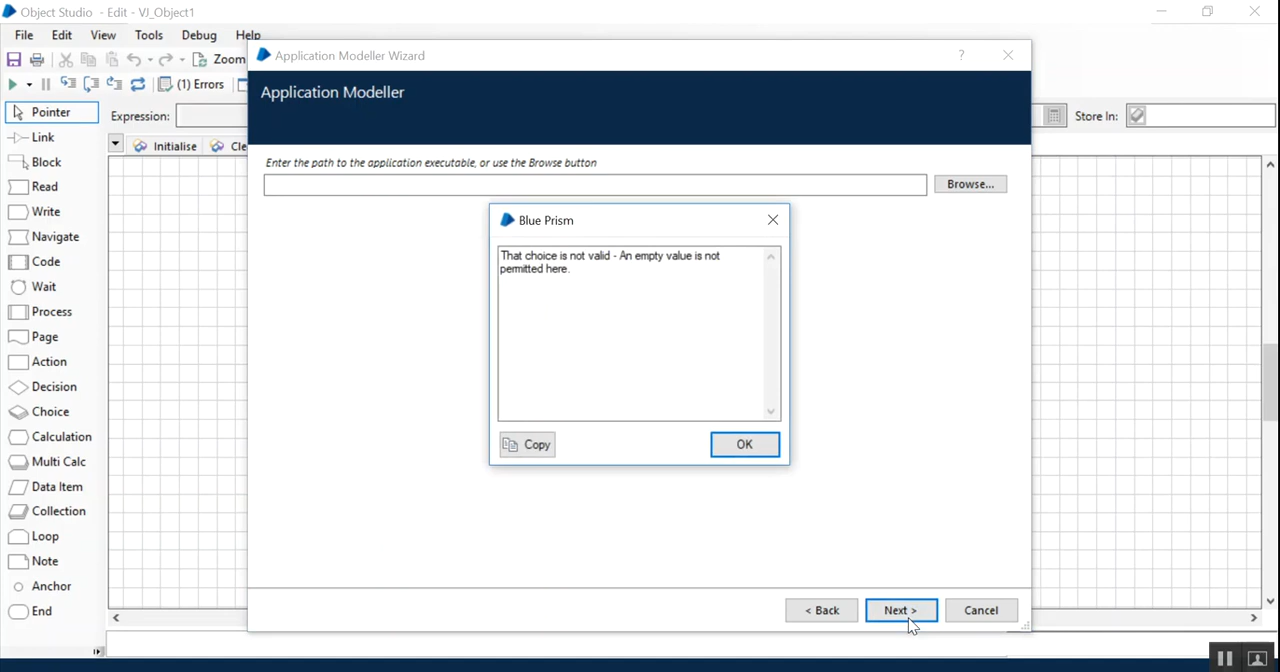 Object Studio - Edit - VJ_Object1
File Edit View Tools Debug Help
Zoom
(1) Errors
Pointer
Expression:
Store In:
Link
Initialise
Cle
Block
Read
Write
Navigate
Code
Wait
Process
Page
Action
Decision
Choice
Calculation
Multi Calc
Data Item
Collection
Loop
Note
Anchor
End
Application Modeller Wizard
?
Application Modeller
Enter the path to the application executable, or use the Browse button
Browse...
Blue Prism
That choice is not valid - An empty value is not
permitted here.
Copy
OK
< Back
Next >
Cancel